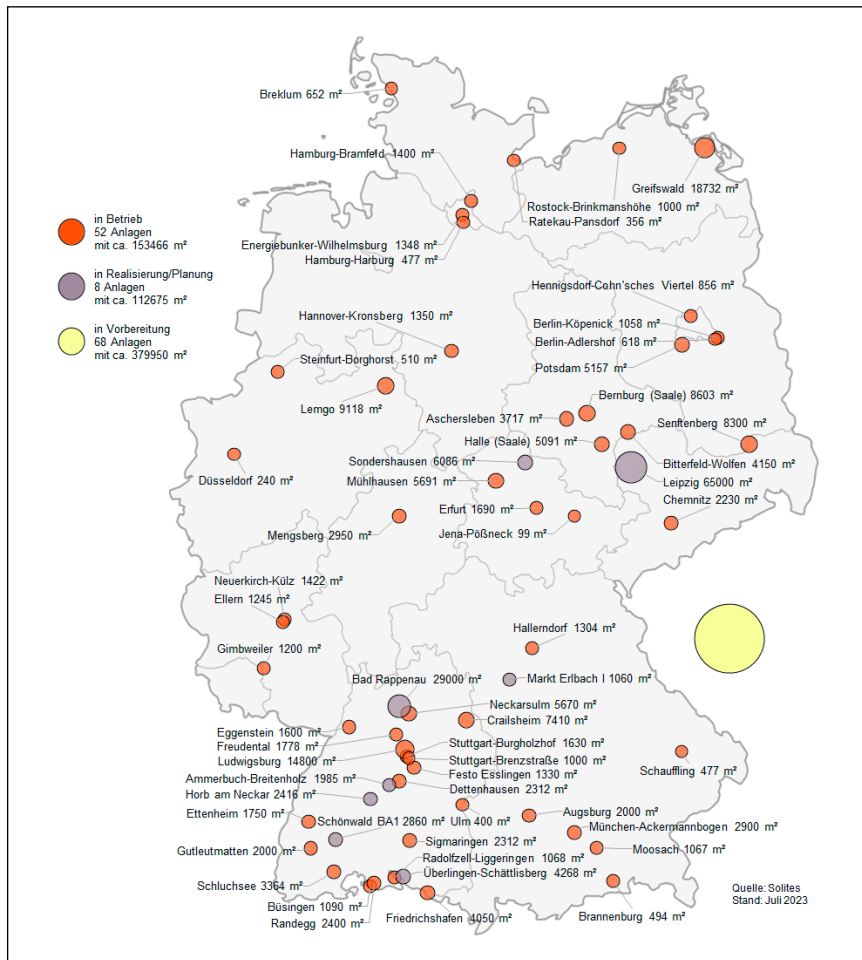 Breklum 652 m²
Hamburg-Bramfeld 1400 m²
Greifswald 18732 m²
Rostock-Brinkmanshöhe 1000 m²
Ratekau-Pansdorf 356 m²
in Betrieb
52 Anlagen
mit ca. 153466 m²
Energiebunker-Wilhelmsburg 1348 m²
Hamburg-Harburg 477 m²
in Realisierung/Planung
8 Anlagen
mit ca. 112675 m²
Hennigsdorf-Cohn'sches Viertel 856 m²
Hannover-Kronsberg 1350 m²
Berlin-Köpenick 1058 m²
in Vorbereitung
68 Anlagen
mit ca. 379950 m²
Berlin-Adlershof 618 m²
Steinfurt-Borghorst 510 m²
Potsdam 5157 m²
Bernburg (Saale) 8603 m²
Lemgo 9118 m²
Aschersleben 3717 m²
Senftenberg 8300 m²
Halle (Saale) 5091 m²
Sondershausen 6086 m²
Bitterfeld-Wolfen 4150 m²
Düsseldorf 240 m²
Mühlhausen 5691 m²
Leipzig 65000 m²
Chemnitz 2230 m²
Erfurt 1690 m²
Mengsberg 2950 m²
Jena-Pößneck 99 m²
Neuerkirch-Külz 1422 m²
Ellern 1245 m²
Hallerndorf 1304 m²
Gimbweiler 1200 m²
Bad Rappenau 29000 m²
Markt Erlbach I 1060 m²
Neckarsulm 5670 m²
Crailsheim 7410 m²
Eggenstein 1600 m²
Freudental 1778 m²
Stuttgart-Burgholzhof 1630 m²
Ludwigsburg 14800 m²
Stuttgart-Brenzstraße 1000 m²
Schaufling 477 m²
Festo Esslingen 1330 m²
Ammerbuch-Breitenholz 1985 m²
Dettenhausen 2312 m²
Horb am Neckar 2416 m²
Ettenheim 1750 m²
Schönwald BA1 2860 m²
Ulm 400 m²
Augsburg 2000 m²
München-Ackermannbogen 2900 m²
Gutleutmatten 2000 m²
Sigmaringen 2312 m²
Moosach 1067 m²
Radolfzell-Liggeringen 1068 m²
Überlingen-Schättlisberg 4268 m²
Schluchsee 3364 m²
Büsingen 1090 m²
Randegg 2400 m²
Friedrichshafen 4050 m²
Brannenburg 494 m²
Quelle: Solites
Stand: Juli 2023